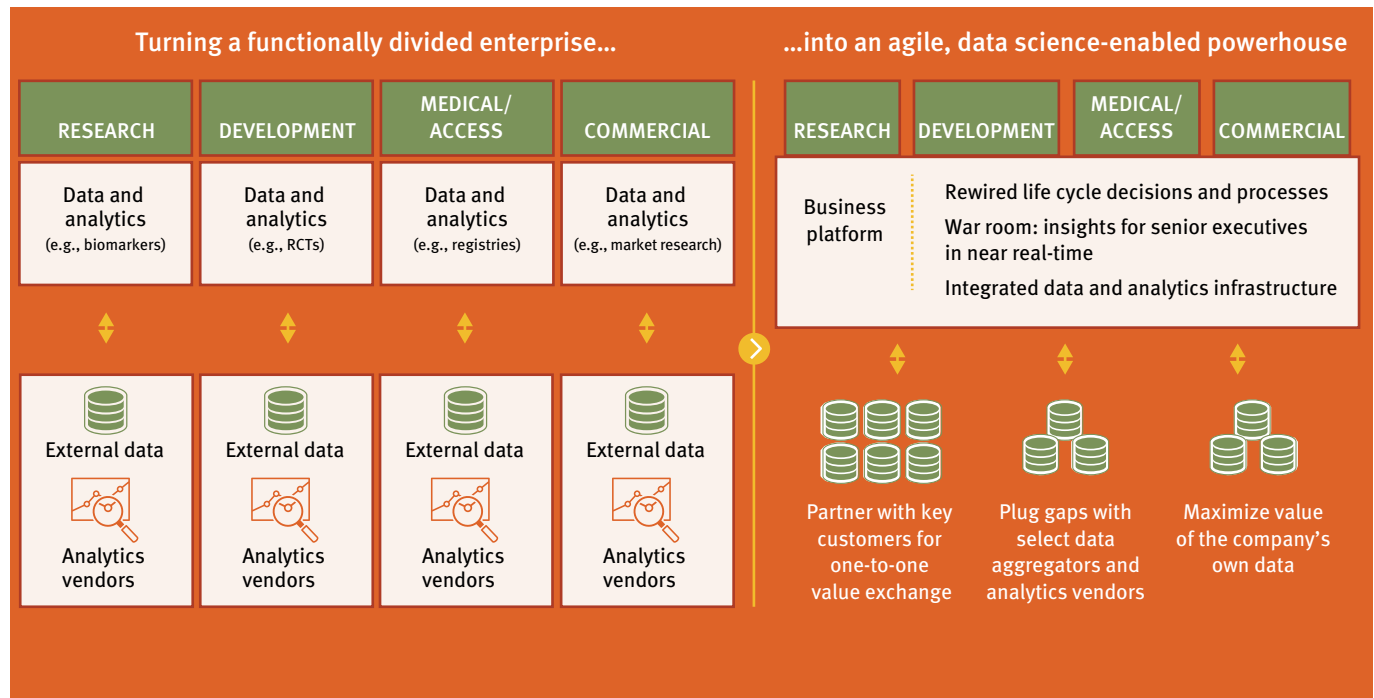 Turning a functionally divided enterprise...
RESEARCH
DEVELOPMENT
MEDICAL/
ACCESS
COMMERCIAL
Data and
analytics
(e.g., biomarkers)
Data and
analytics
(e.g., RCTs)
Data and
analytics
(e.g., registries)
Data and
analytics
(e.g., market research)
External data
Analytics
vendors
External data
Analytics
vendors
External data
Analytics
vendors
External data
Analytics
vendors
...into an agile, data science-enabled powerhouse
RESEARCH
DEVELOPMENT
MEDICAL/
ACCESS
COMMERCIAL
Business
platform
Rewired life cycle decisions and processes
War room: insights for senior executives
in near real-time
Integrated data and analytics infrastructure
Partner with key
customers for
one-to-one
value exchange
Plug gaps with
select data
aggregators and
analytics vendors
Maximize value
of the company’s
own data